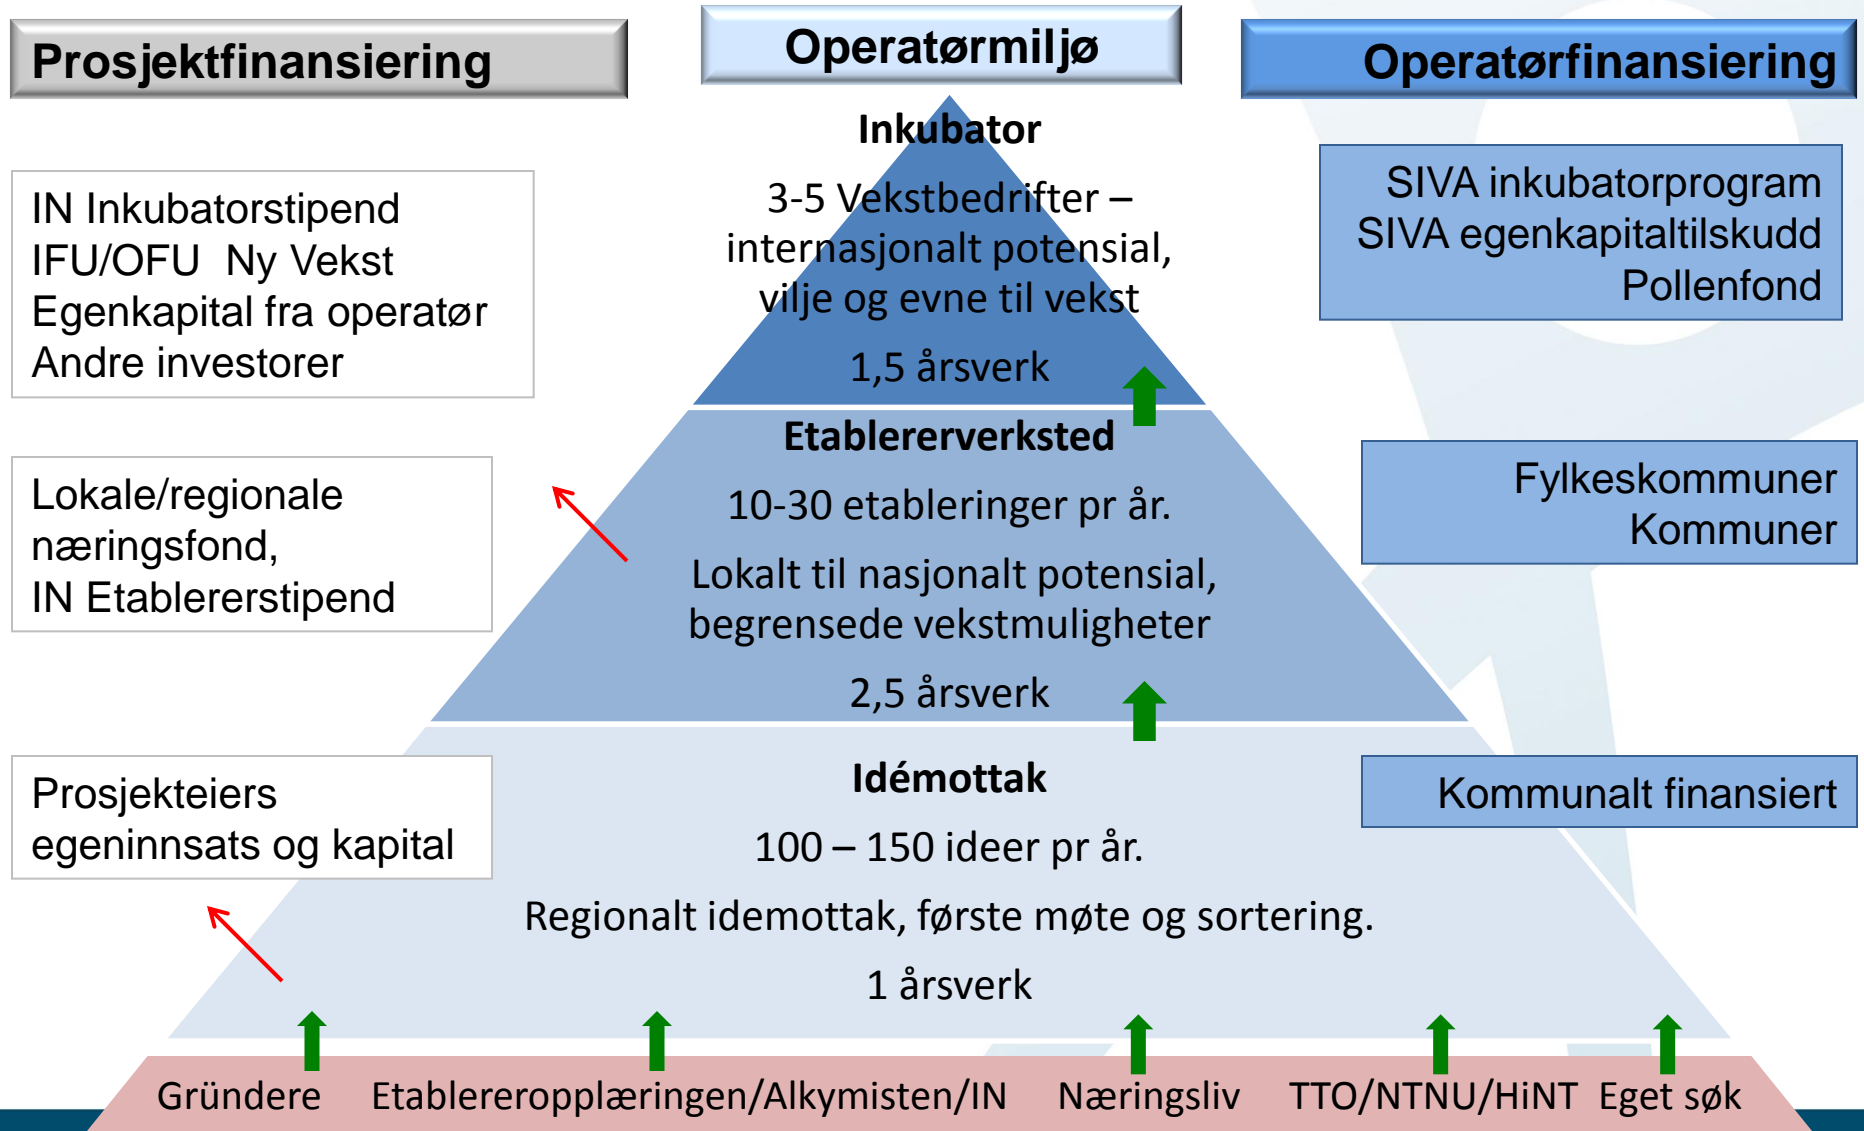 Prosjektfinansiering
Operatørmiljø
Operatørfinansiering
IN Inkubatorstipend
IFU/OFU  Ny Vekst
Egenkapital fra operatør
Andre investorer
Inkubator
3-5 Vekstbedrifter –
internasjonalt potensial,
vilje og evne til vekst
1,5 årsverk
SIVA inkubatorprogram
SIVA egenkapitaltilskudd
Pollenfond
Lokale/regionale
næringsfond,
IN Etablererstipend
Etablererverksted
10-30 etableringer pr år.
Lokalt til nasjonalt potensial,
begrensede vekstmuligheter
2,5 årsverk
Fylkeskommuner
Kommuner
Prosjekteiers
egeninnsats og kapital
Idémottak
100 – 150 ideer pr år.
Regionalt idemottak, første møte og sortering.
1 årsverk
Kommunalt finansiert
Gründere
Etablereropplæringen/Alkymisten/IN
Næringsliv
TTO/NTNU/HiNT
Eget søk